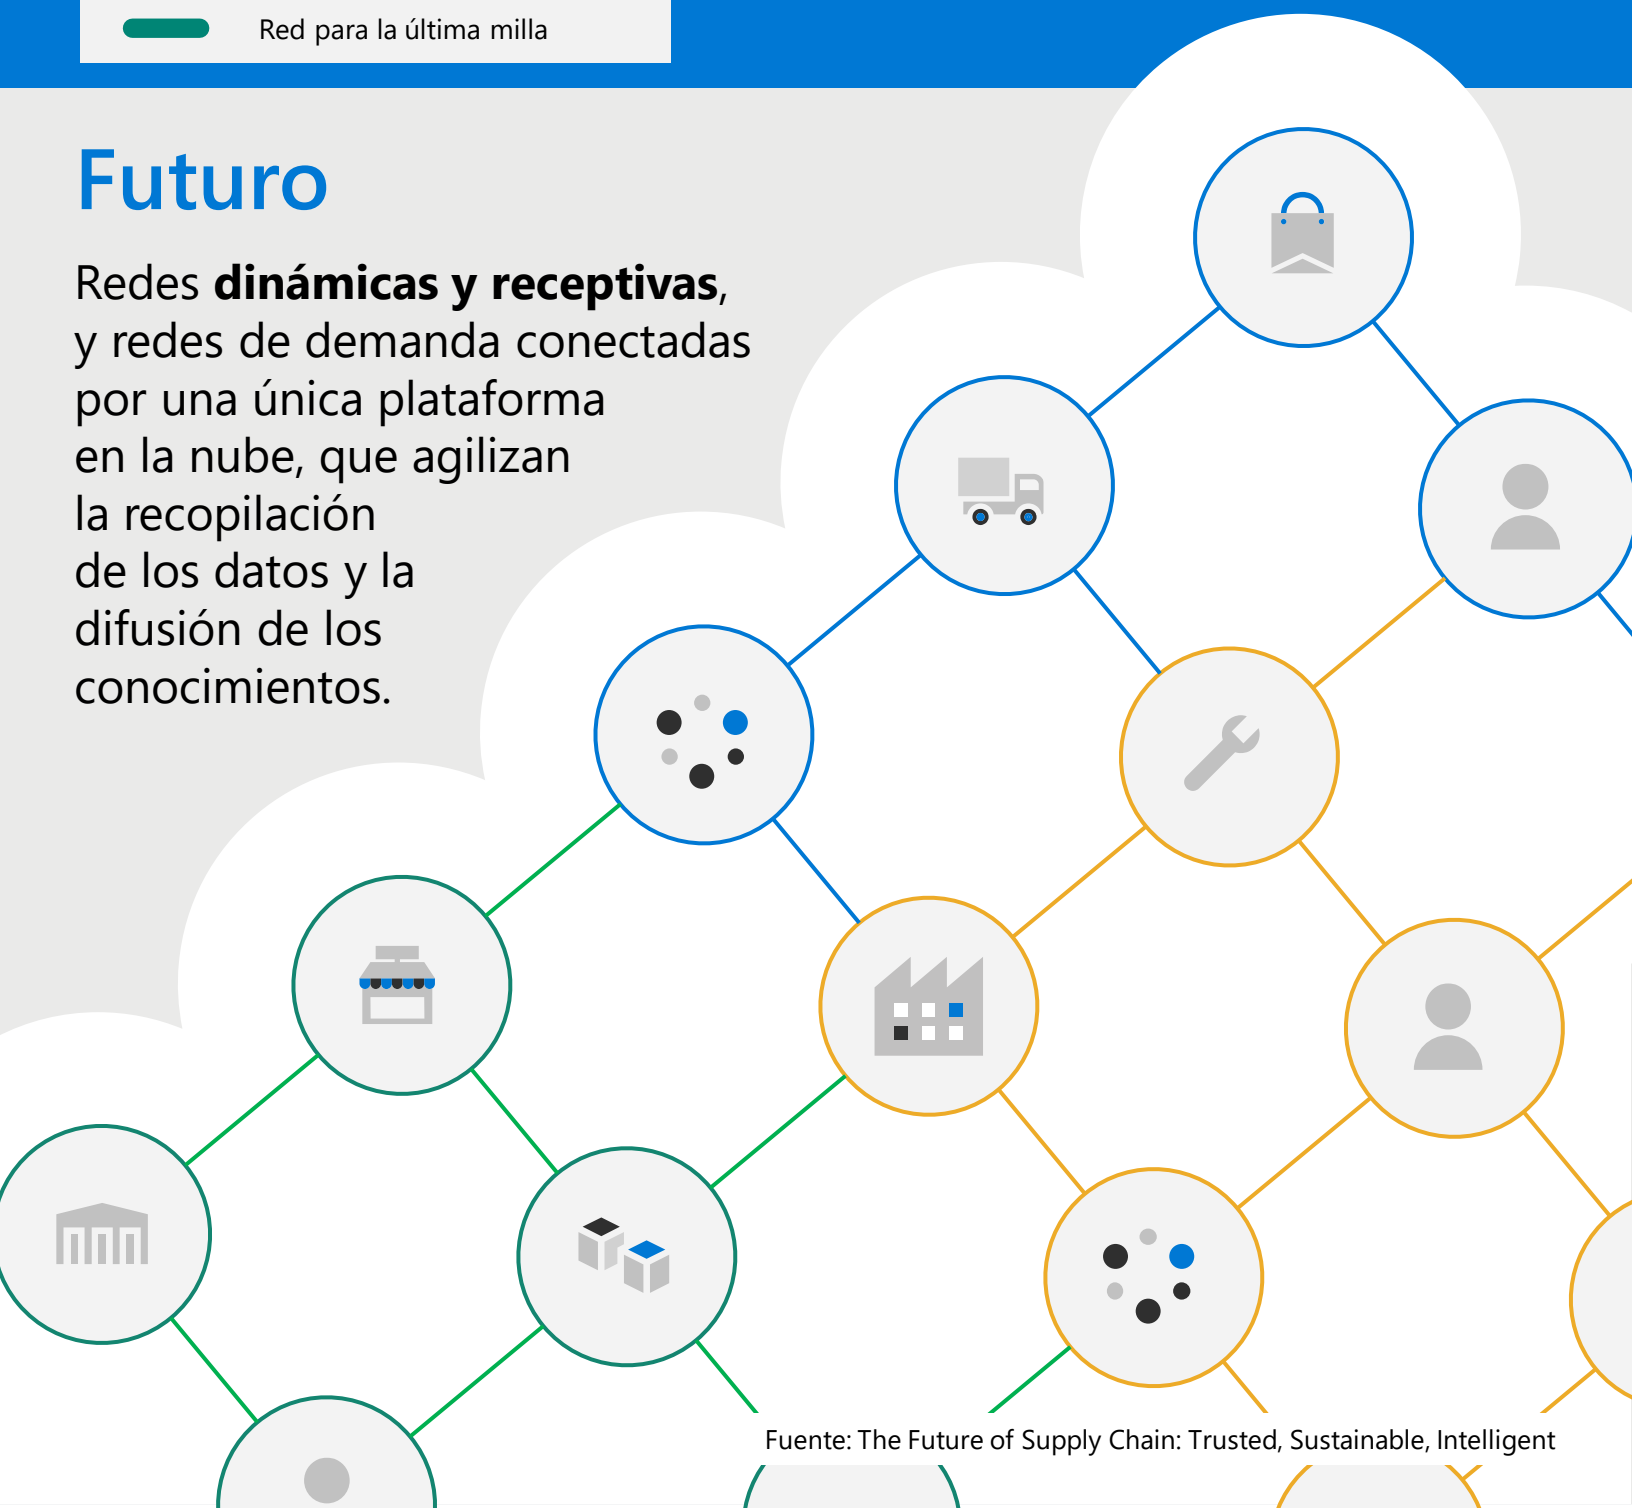 Red para la última milla
Futuro
Redes dinámicas y receptivas,
y redes de demanda conectadas
por una única plataforma
en la nube, que agilizan
la recopilación
de los datos y la
difusión de los
conocimientos.
Fuente: The Future of Supply Chain: Trusted, Sustainable, Intelligent